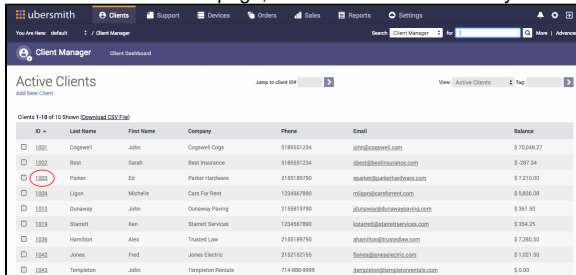 page,
ubersmith Clients Support Devices Orders Sales Reports Settings
You Are Here: default / Client Manager Search Client Manager for More | Advanced
Client Manager Client Dashboard
Active Clients Jump to client ID# View: Active Clients Tag:
Add New Client
Clients 1-10 of 10 Shown (Download CSV File)
ID Last Name First Name Company Phone Email Balance
1001 Cogswell John Cogswell Cogs 5185551234 john@cogswell.com $ 70,048.27
1002 Best Sarah Best Insurance 5185551234 sbest@bestinsurance.com $ -287.34
1003 Parker Ed Parker Hardware 2155189790 eparker@parkerhardware.com $ 7,210.00
1004 Ligon Michelle Cars For Rent 1234567890 mligon@carsforrent.com $ 5,836.08
1010 Dunaway John Dunaway Paving 2155819790 jdunaway@dunawaypaving.com $ 351.50
1019 Starrett Ken Starrett Services 1234567890 kstarrett@starrettservices.com $ 354.25
1036 Hamilton Alex Trusted Law 2155189790 ahamilton@trustedlaw.com $ 7,280.50
1042 Jones Fred Jones Electric 2152152155 fjones@joneselectric.com $ 1,021.50
1043 Templeton John Templeton Rentals 714-888-9999 jtempleton@templetonrentals.com $ 0.00